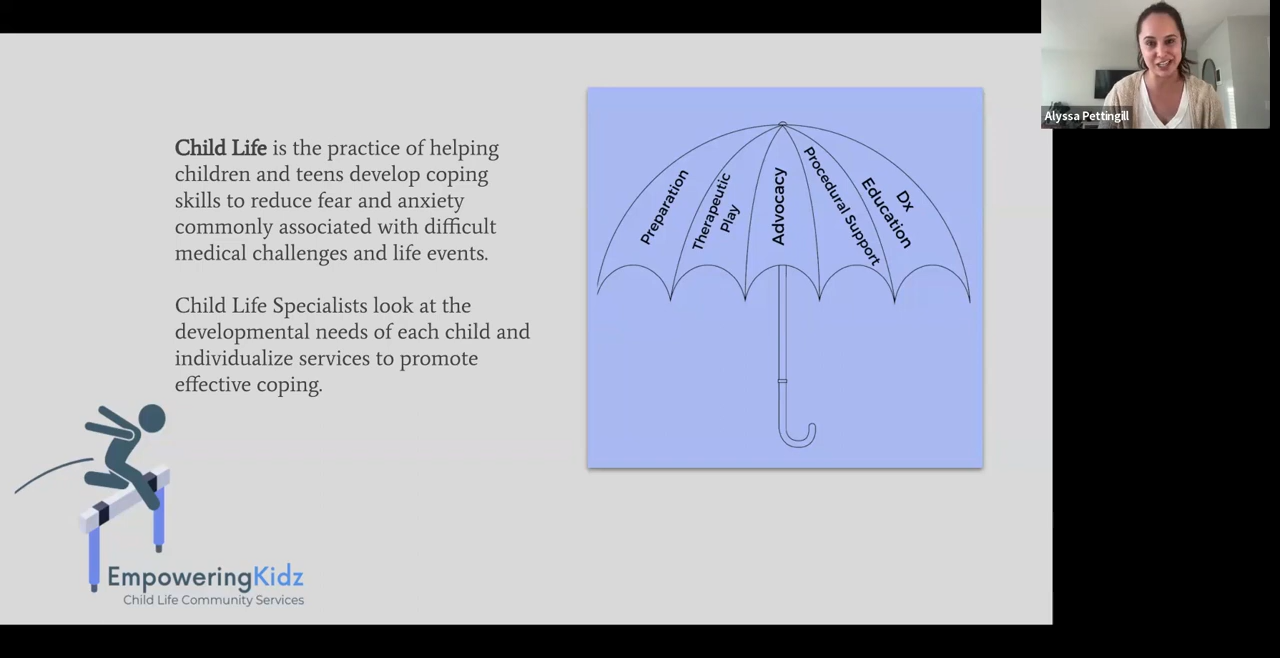 Child Life is the practice of helping
children and teens develop coping
skills to reduce fear and anxiety
commonly associated with difficult
medical challenges and life events.
Child Life Specialists look at the
developmental needs of each child and
individualize services to promote
effective coping.
EmpoweringKidz
Child Life Community Services
Preparation
Therapeutic
Play
Advocacy
Procedural Support
Dx
Education
Alyssa Pettingill